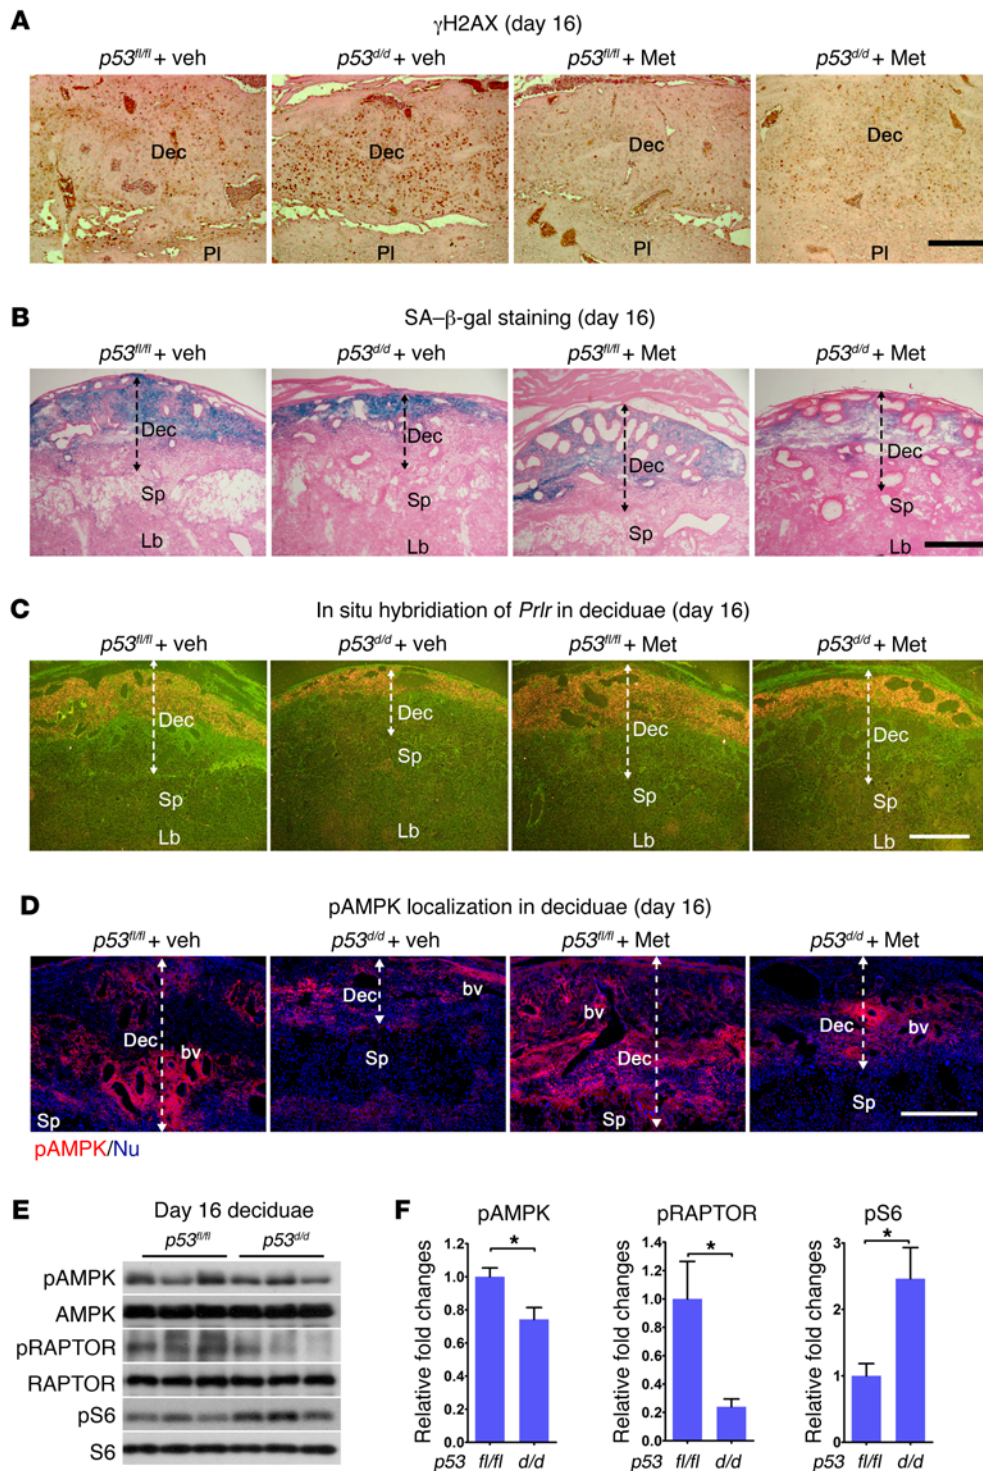 A
γH2AX (day 16)
p53fl/fl + veh p53d/d + veh p53fl/fl + Met p53d/d + Met
Dec Dec Dec Dec
Pl Pl Pl Pl
B
SA–β-gal staining (day 16)
p53fl/fl + veh p53d/d + veh p53fl/fl + Met p53d/d + Met
Dec Dec Dec Dec
Sp Sp Sp Sp
Lb Lb Lb Lb
C
In situ hybridiation of Prlr in deciduae (day 16)
p53fl/fl + veh p53d/d + veh p53fl/fl + Met p53d/d + Met
Dec Dec Dec Dec
Sp Sp Sp Sp
Lb Lb Lb Lb
D
pAMPK localization in deciduae (day 16)
p53fl/fl + veh p53d/d + veh p53fl/fl + Met p53d/d + Met
Dec bv Sp
Dec bv Sp
bv Dec Sp
Dec bv Sp
pAMPK/Nu
E
Day 16 deciduae
p53fl/fl p53d/d
pAMPK
AMPK
pRAPTOR
RAPTOR
pS6
S6
F
pAMPK
Relative fold changes
1.2
1.0
0.8
0.6
0.4
0.2
0.0
*
p53 fl/fl d/d
pRAPTOR
Relative fold changes
1.4
1.2
1.0
0.8
0.6
0.4
0.2
0.0
*
fl/fl d/d
pS6
Relative fold changes
3
2
1
0
*
p53 fl/fl d/d